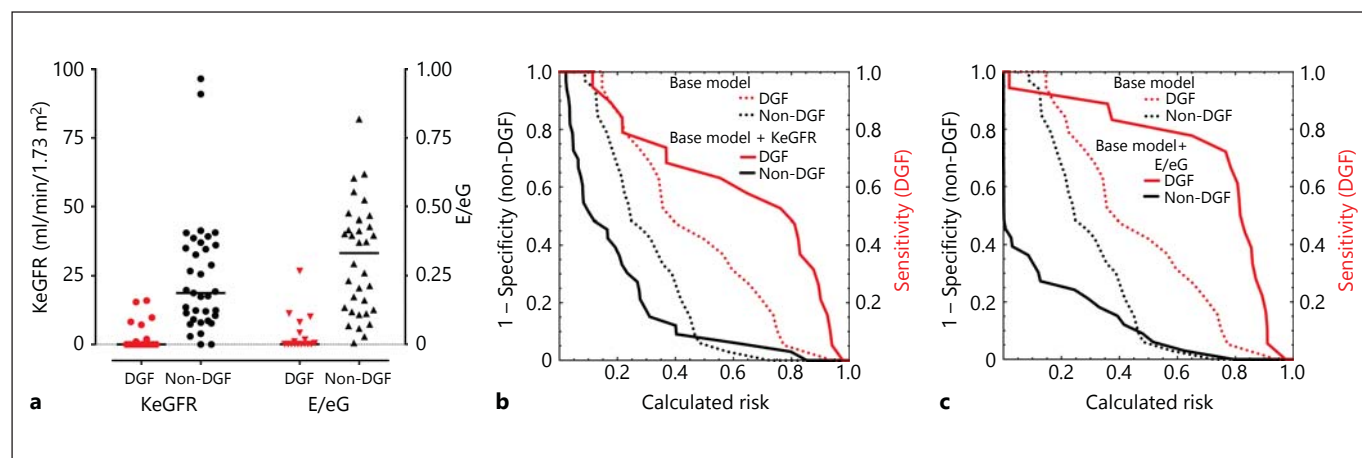 100
75
50
25
0
KeGFR (ml/min/1.73 m²)
1.00
0.75
0.50
0.25
0
E/eG
DGF Non-DGF
DGF
Non-DGF
KeGFR
E/eG
a
1.0
0.8
0.6
0.4
0.2
0
1 – Specificity (non-DGF)
Base model
DGF
Non-DGF
Base model + KeGFR
DGF
Non-DGF
1.0
0.8
0.6
0.4
0.2
Sensitivity (DGF)
0.2
0.4
0.6
0.8
1.0
Calculated risk
b
1.0
0.8
0.6
0.4
0.2
0
1 – Specificity (non-DGF)
Base model
DGF
Non-DGF
Base model+
E/eG
DGF
Non-DGF
1.0
0.8
0.6
0.4
0.2
Sensitivity (DGF)
0.2
0.4
0.6
0.8
1.0
Calculated risk
c